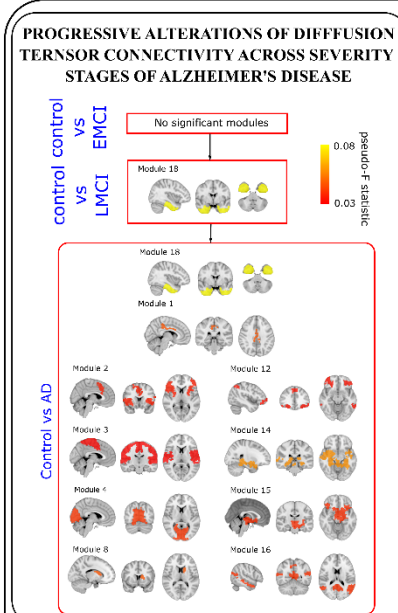 PROGRESSIVE ALTERATIONS OF DIFFFUSION
TERNSOR CONNECTIVITY ACROSS SEVERITY
STAGES OF ALZHEIMER'S DISEASE
control
vs
EMCI
No significant modules
control
vs
LMCI
Module 18
0.08
pseudo-F statistic
0.03
Control vs AD
Module 18
Module 1
Module 2
Module 12
Module 3
Module 14
Module 4
Module 15
Module 8
Module 16